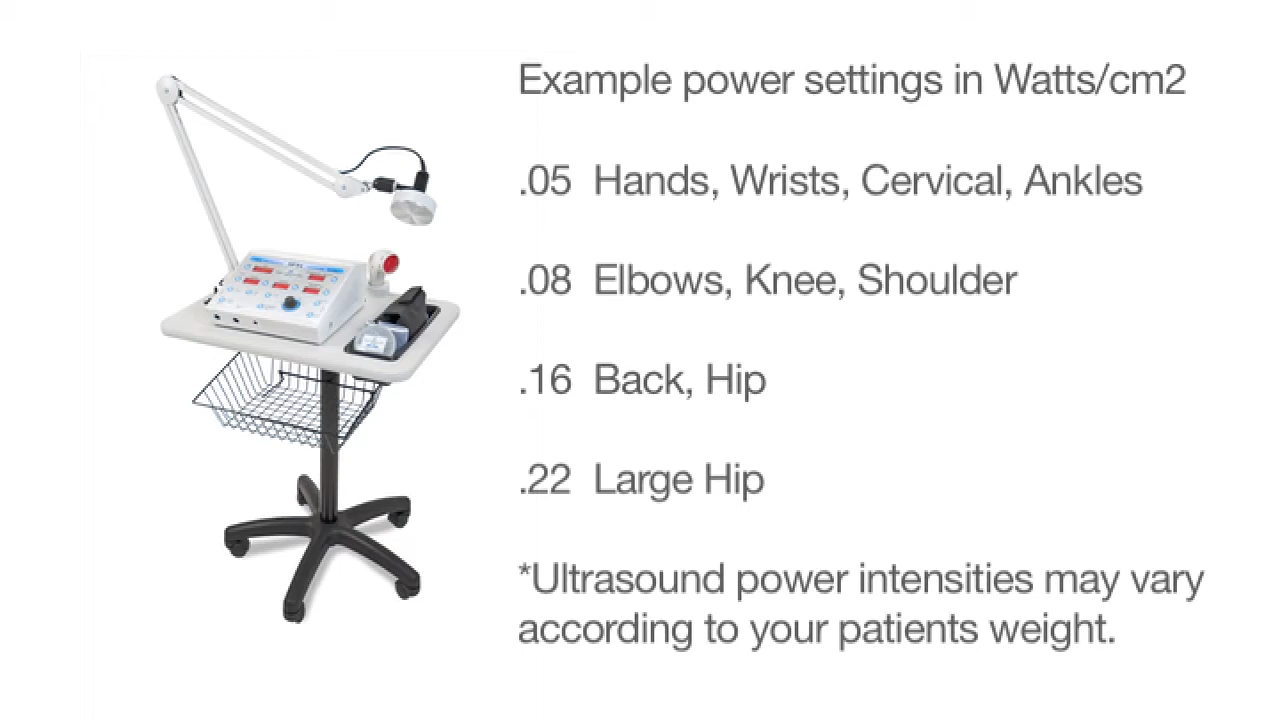 Example power settings in Watts/cm2
.05 Hands, Wrists, Cervical, Ankles
.08 Elbows, Knee, Shoulder
.16 Back, Hip
.22 Large Hip
*Ultrasound power intensities may vary
according to your patients weight.